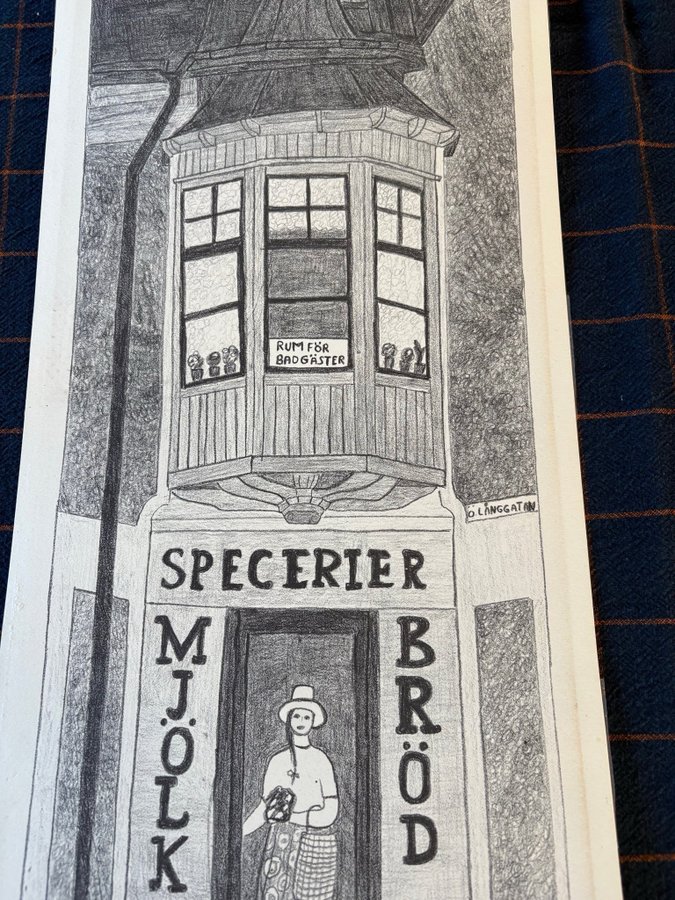 RUM FÖR
BADGÄSTER
Ö LÅNGGATAN
SPECERIER
MJÖLK
BRÖD